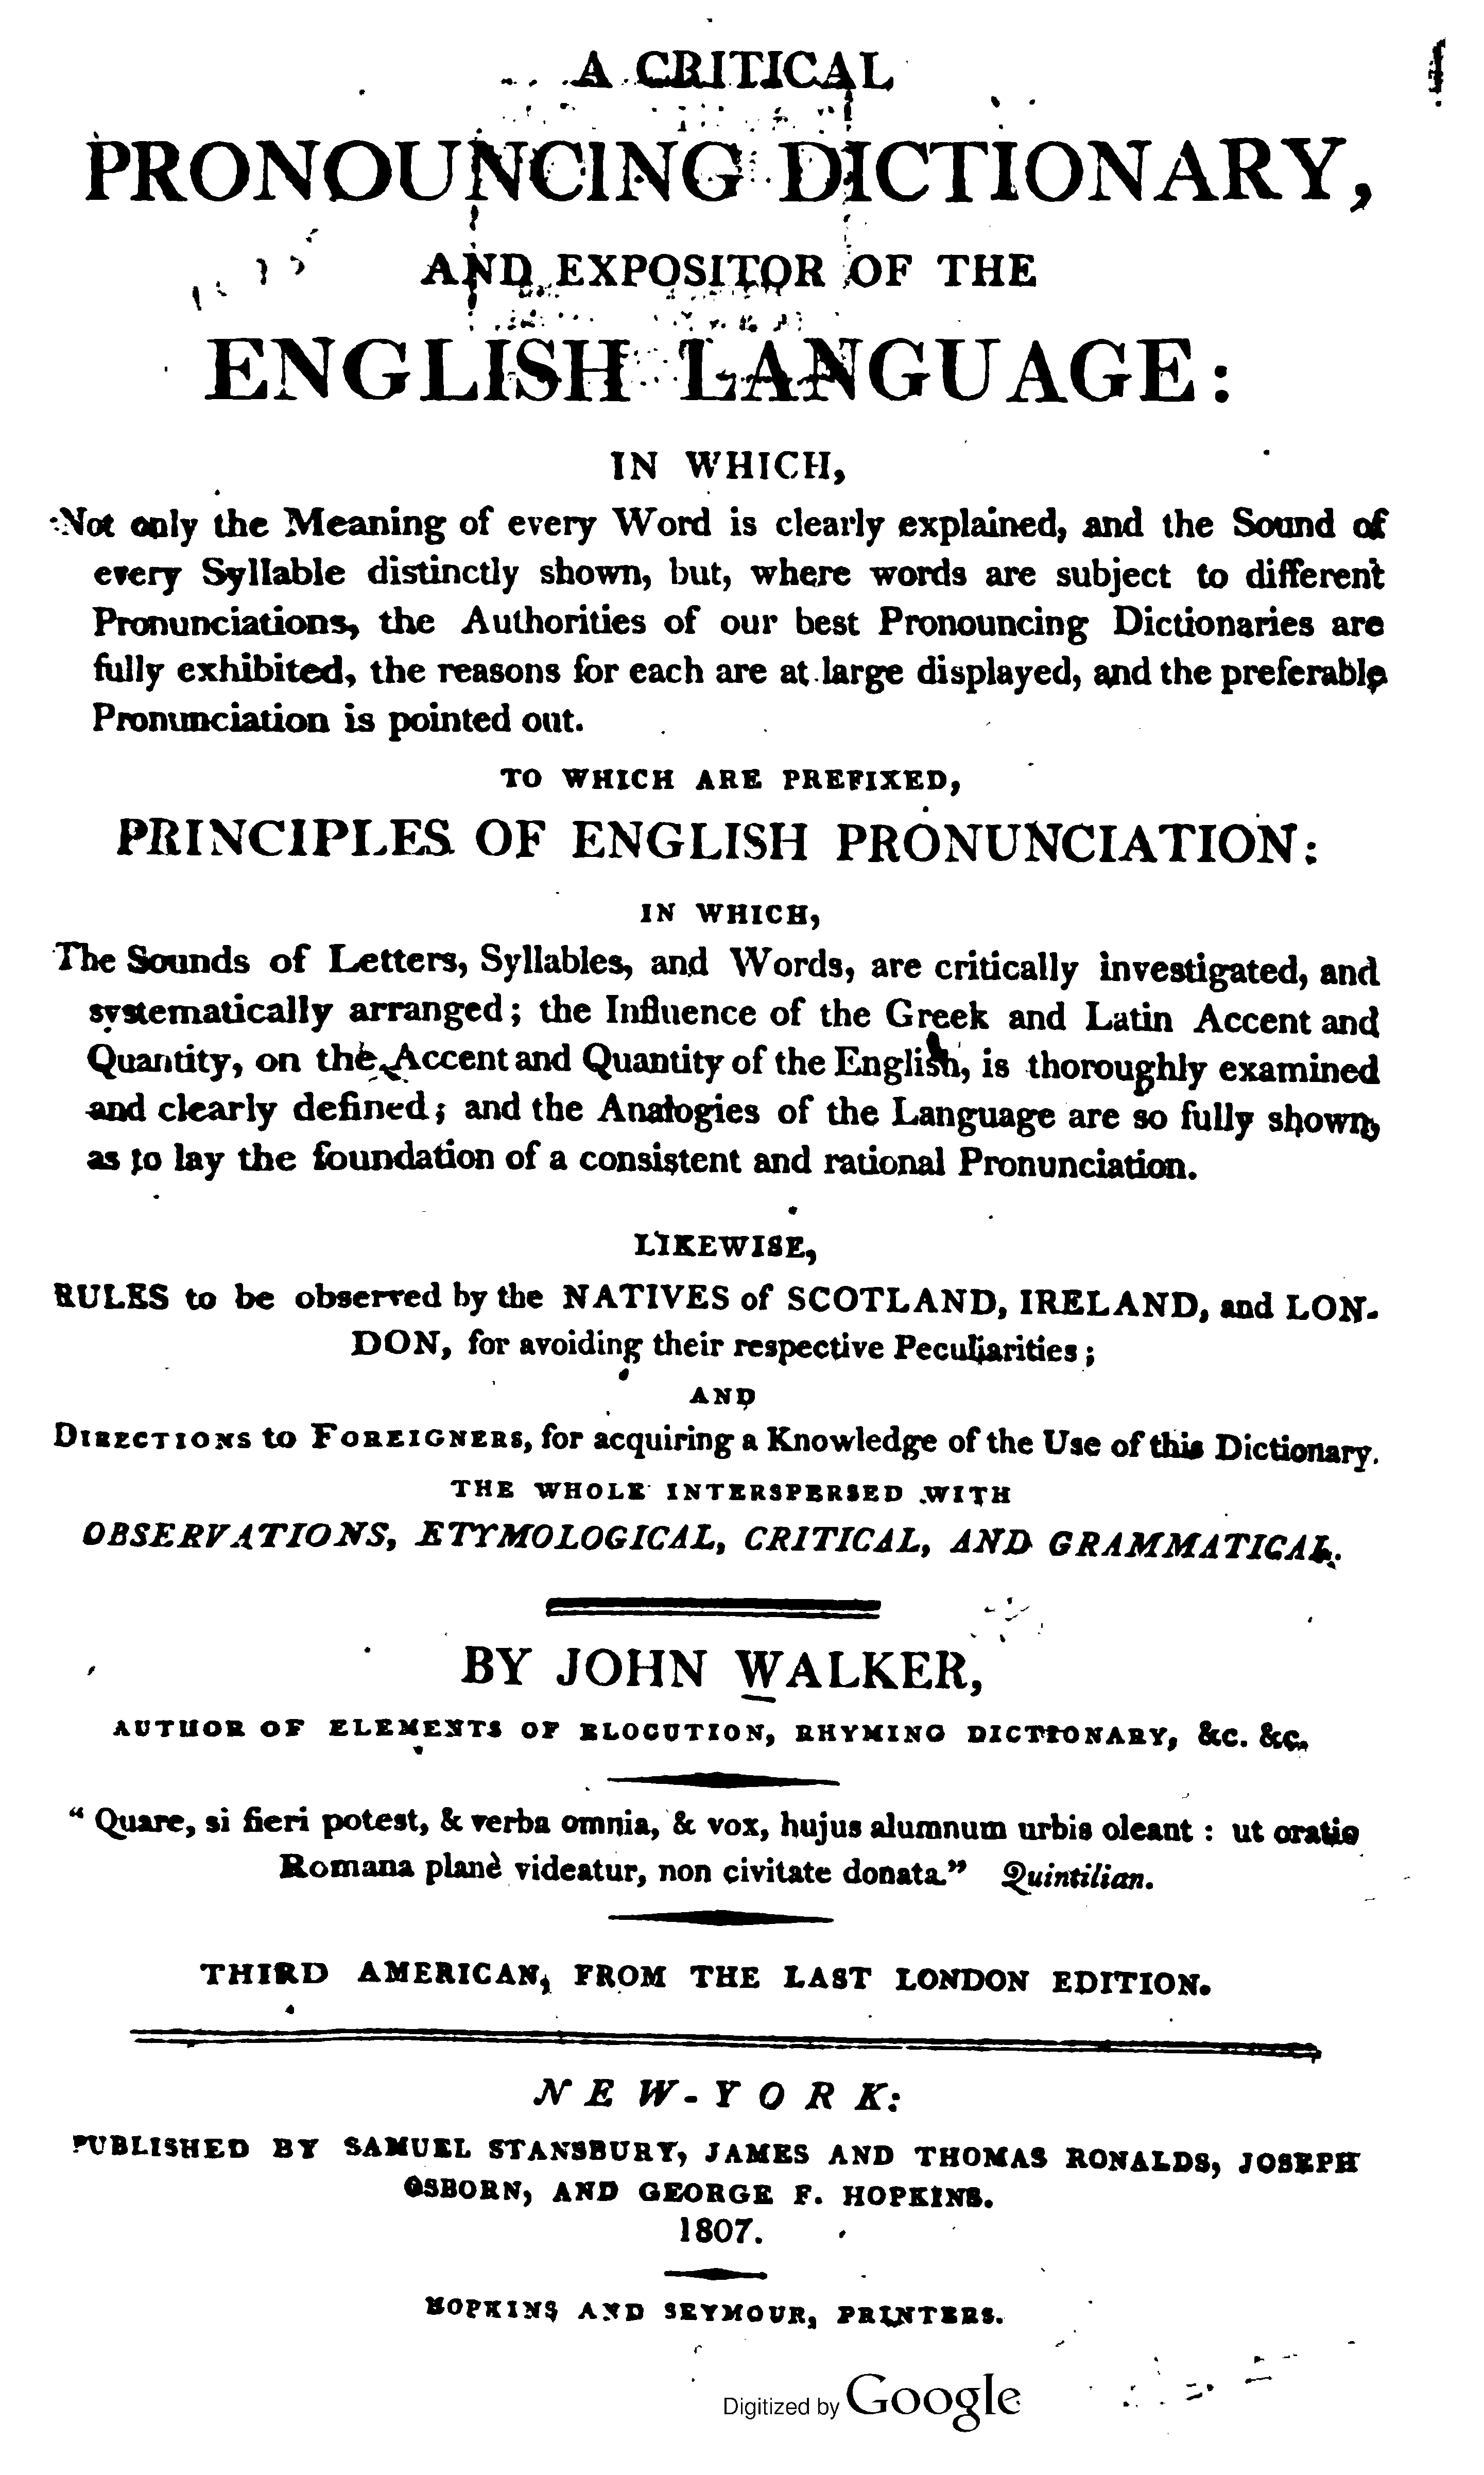 A CRITICAL
PRONOUNCING DICTIONARY,
AND EXPOSITOR OF THE
ENGLISH LANGUAGE:
IN WHICH,
Not only the Meaning of every Word is clearly explained, and the Sound of
every Syllable distinctly shown, but, where words are subject to different
Pronunciations, the Authorities of our best Pronouncing Dictionaries are
fully exhibited, the reasons for each are at large displayed, and the preferable
Pronunciation is pointed out.
TO WHICH ARE PREFIXED,
PRINCIPLES OF ENGLISH PRONUNCIATION:
IN WHICH,
The Sounds of Letters, Syllables, and Words, are critically investigated, and
systematically arranged; the Influence of the Greek and Latin Accent and
Quantity, on the Accent and Quantity of the English, is thoroughly examined
and clearly defined; and the Analogies of the Language are so fully shown,
as to lay the foundation of a consistent and rational Pronunciation.
LIKEWISE,
RULES to be observed by the NATIVES of SCOTLAND, IRELAND, and LON-
DON, for avoiding their respective Peculiarities;
AND
DIRECTIONS to FOREIGNERS, for acquiring a Knowledge of the Use of this Dictionary.
THE WHOLE INTERSPERSED WITH
OBSERVATIONS, ETYMOLOGICAL, CRITICAL, AND GRAMMATICAL.
BY JOHN WALKER,
AUTHOR OF ELEMENTS OF ELOCUTION, RHYMING DICTIONARY, &c. &c.
“ Quare, si fieri potest, & verba omnia, & vox, hujus alumnum urbis oleant : ut oratio
Romana planè videatur, non civitate donata.” Quintilian.
THIRD AMERICAN, FROM THE LAST LONDON EDITION.
NEW-YORK:
PUBLISHED BY SAMUEL STANSBURY, JAMES AND THOMAS RONALDS, JOSEPH
OSBORN, AND GEORGE F. HOPKINS.
1807.
HOPKINS AND SEYMOUR, PRINTERS.
Digitized by Google